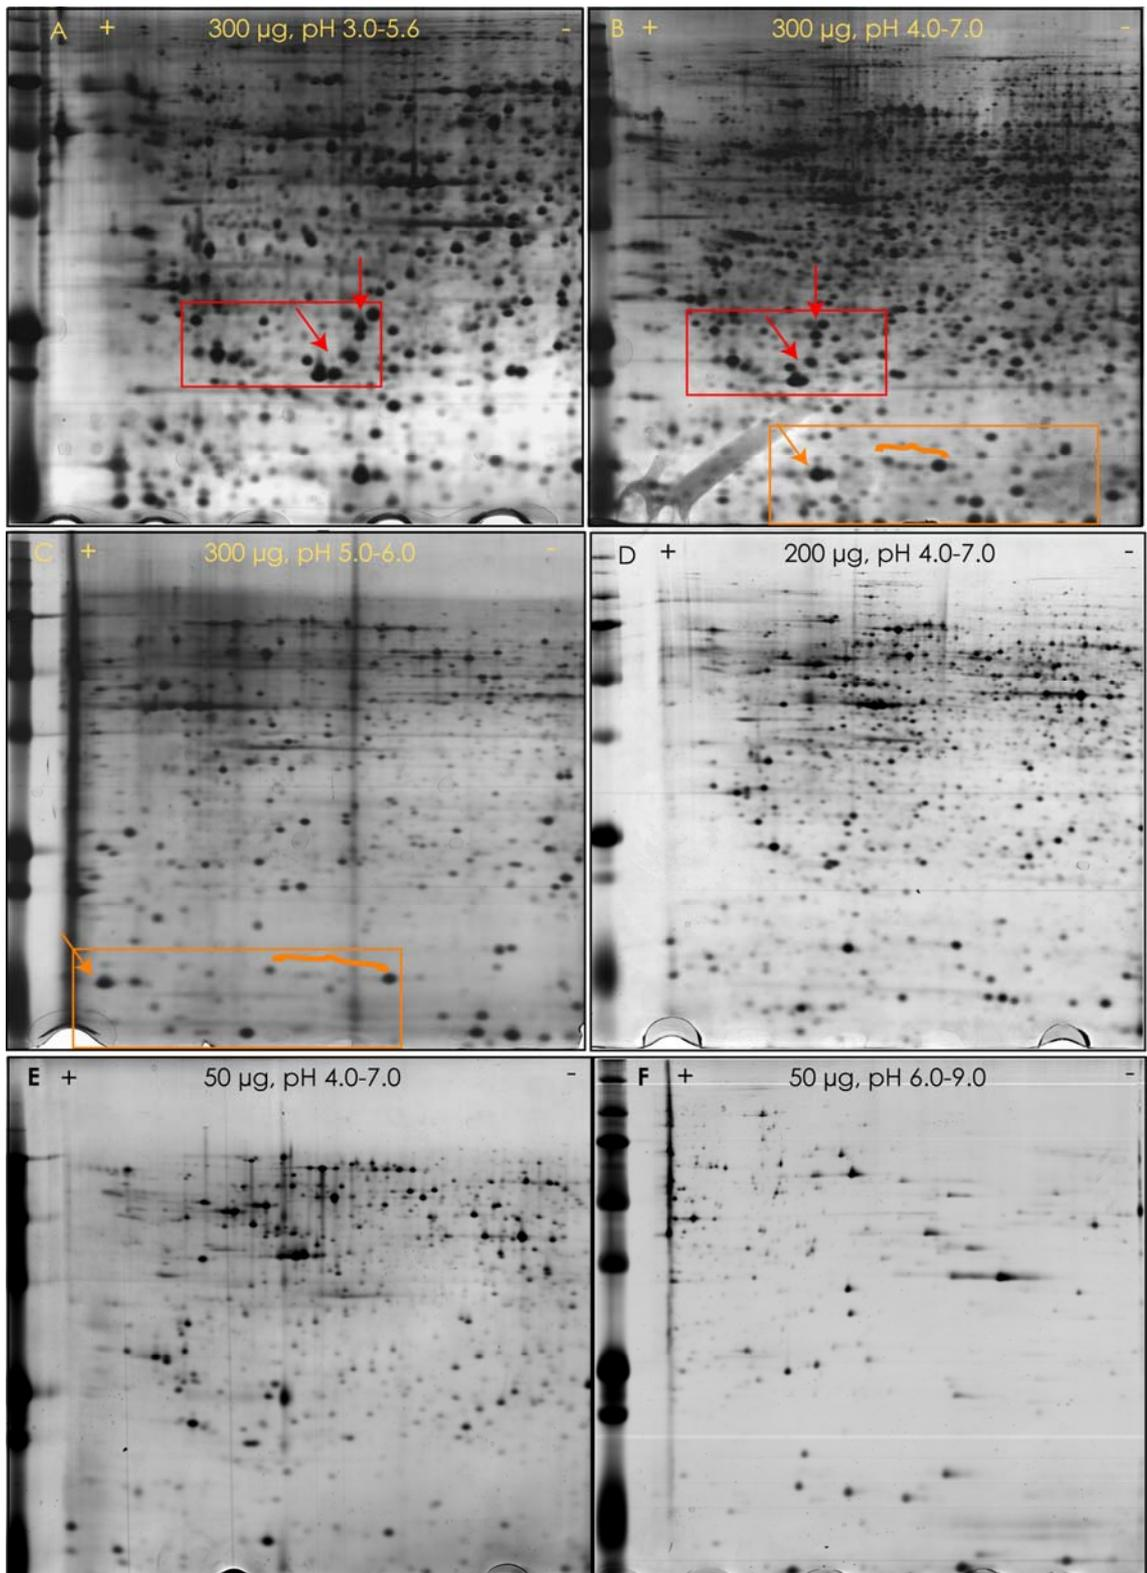 A + 300 µg, pH 3.0-5.6 -
B + 300 µg, pH 4.0-7.0 -
C + 300 µg, pH 5.0-6.0 -
D + 200 µg, pH 4.0-7.0 -
E + 50 µg, pH 4.0-7.0 -
F + 50 µg, pH 6.0-9.0 -